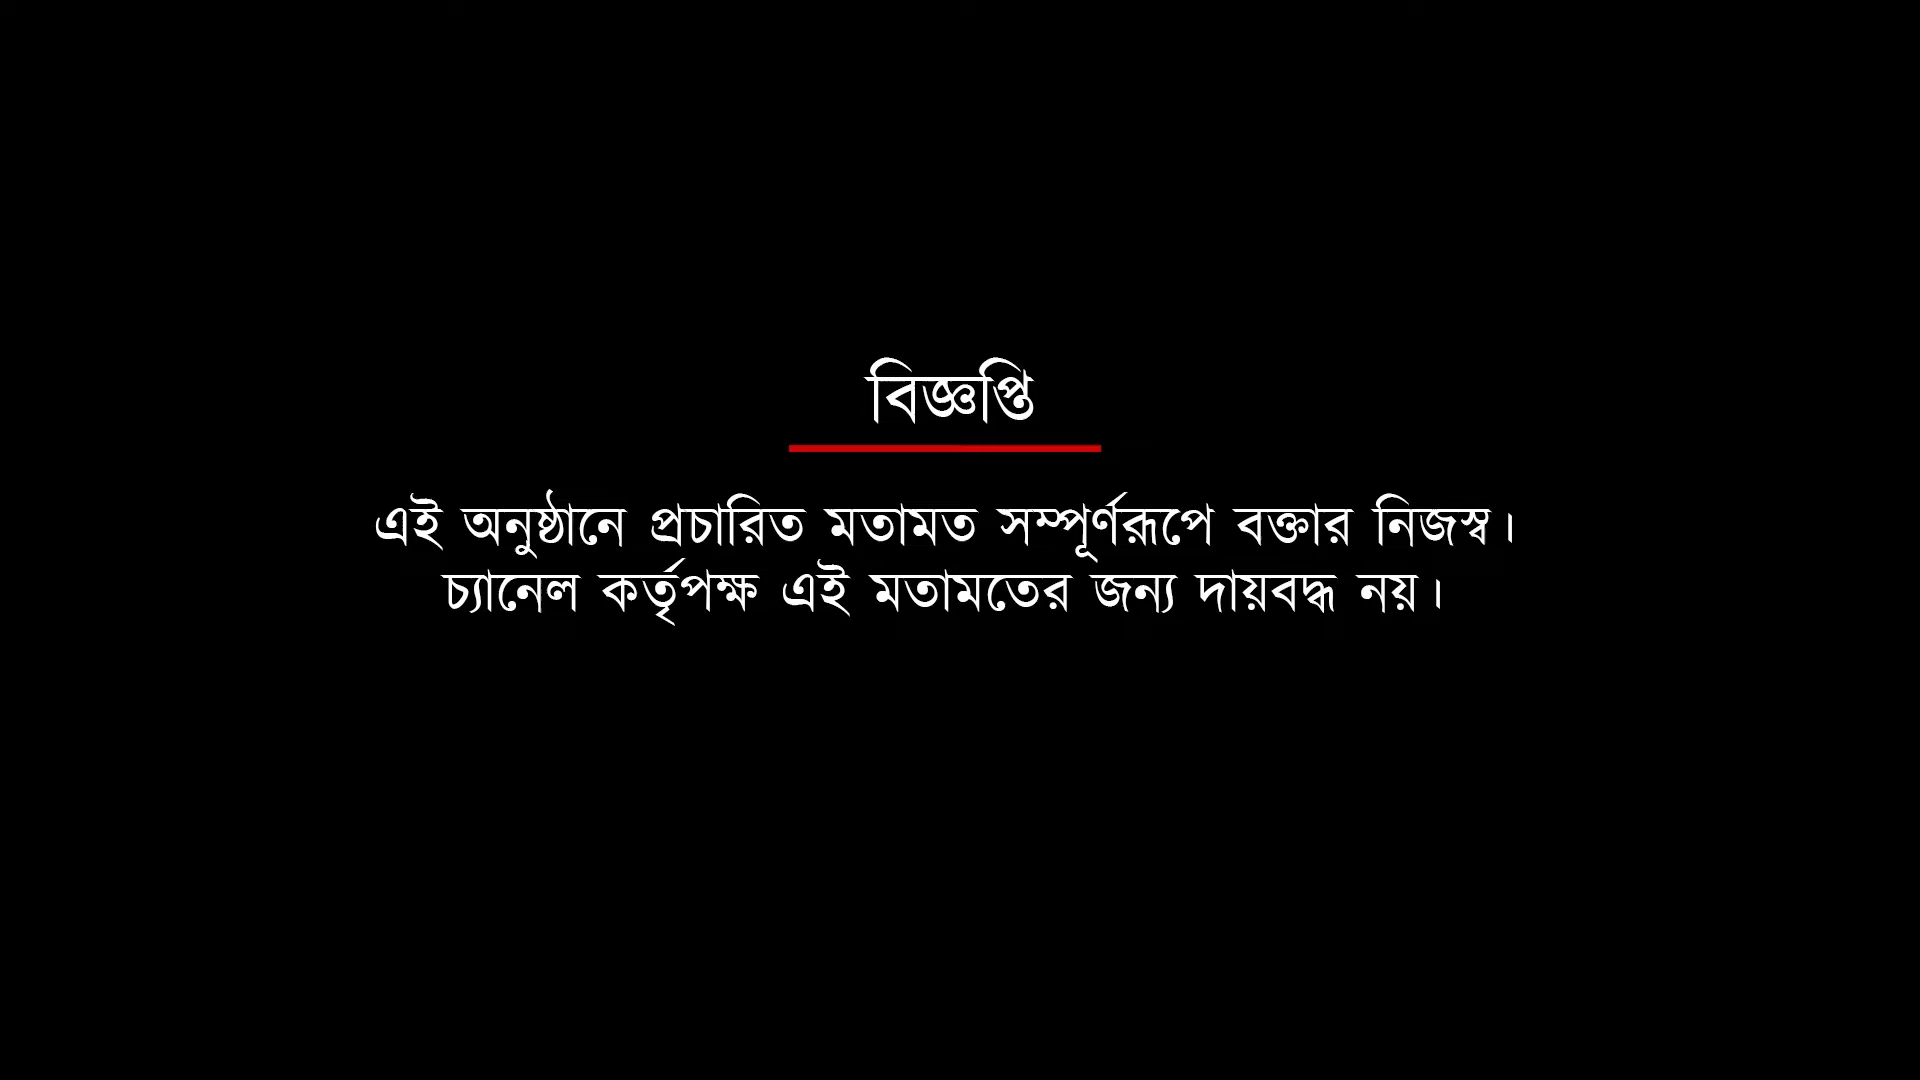 বিজ্ঞপ্তি
এই অনুষ্ঠানে প্রচারিত মতামত সম্পূর্ণরূপে বক্তার নিজস্ব।
চ্যানেল কর্তৃপক্ষ এই মতামতের জন্য দায়বদ্ধ নয়।